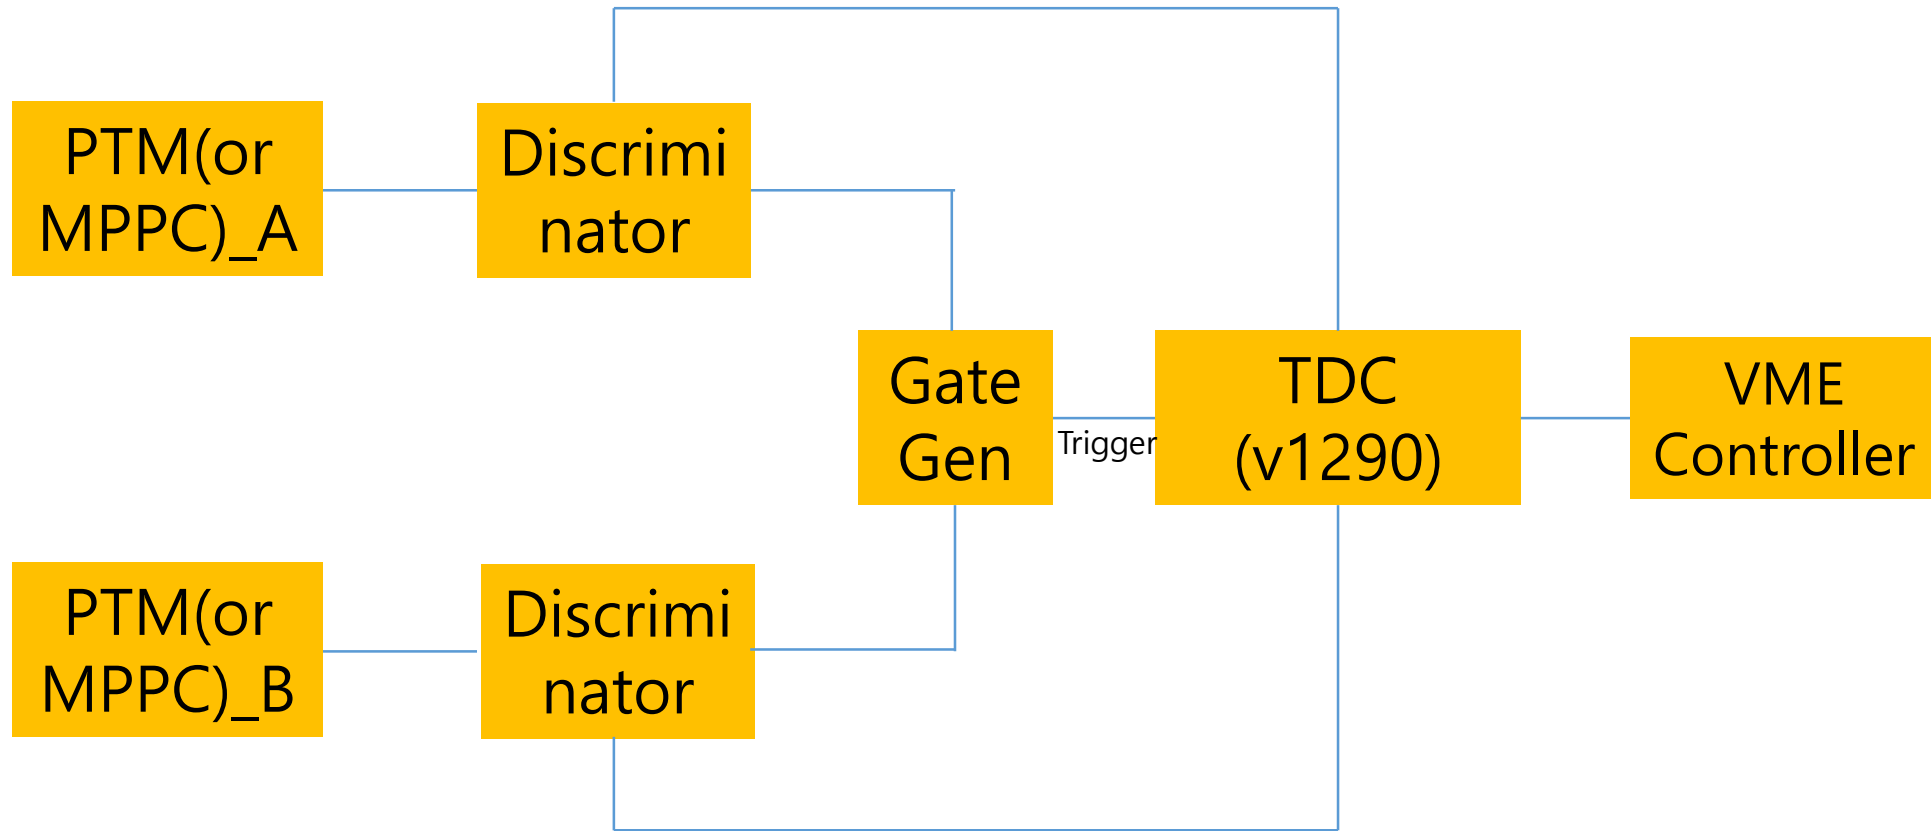 PTM(or
MPPC)_A
Discrimi
nator
Gate
Gen
Trigger
TDC
(v1290)
VME
Controller
PTM(or
MPPC)_B
Discrimi
nator